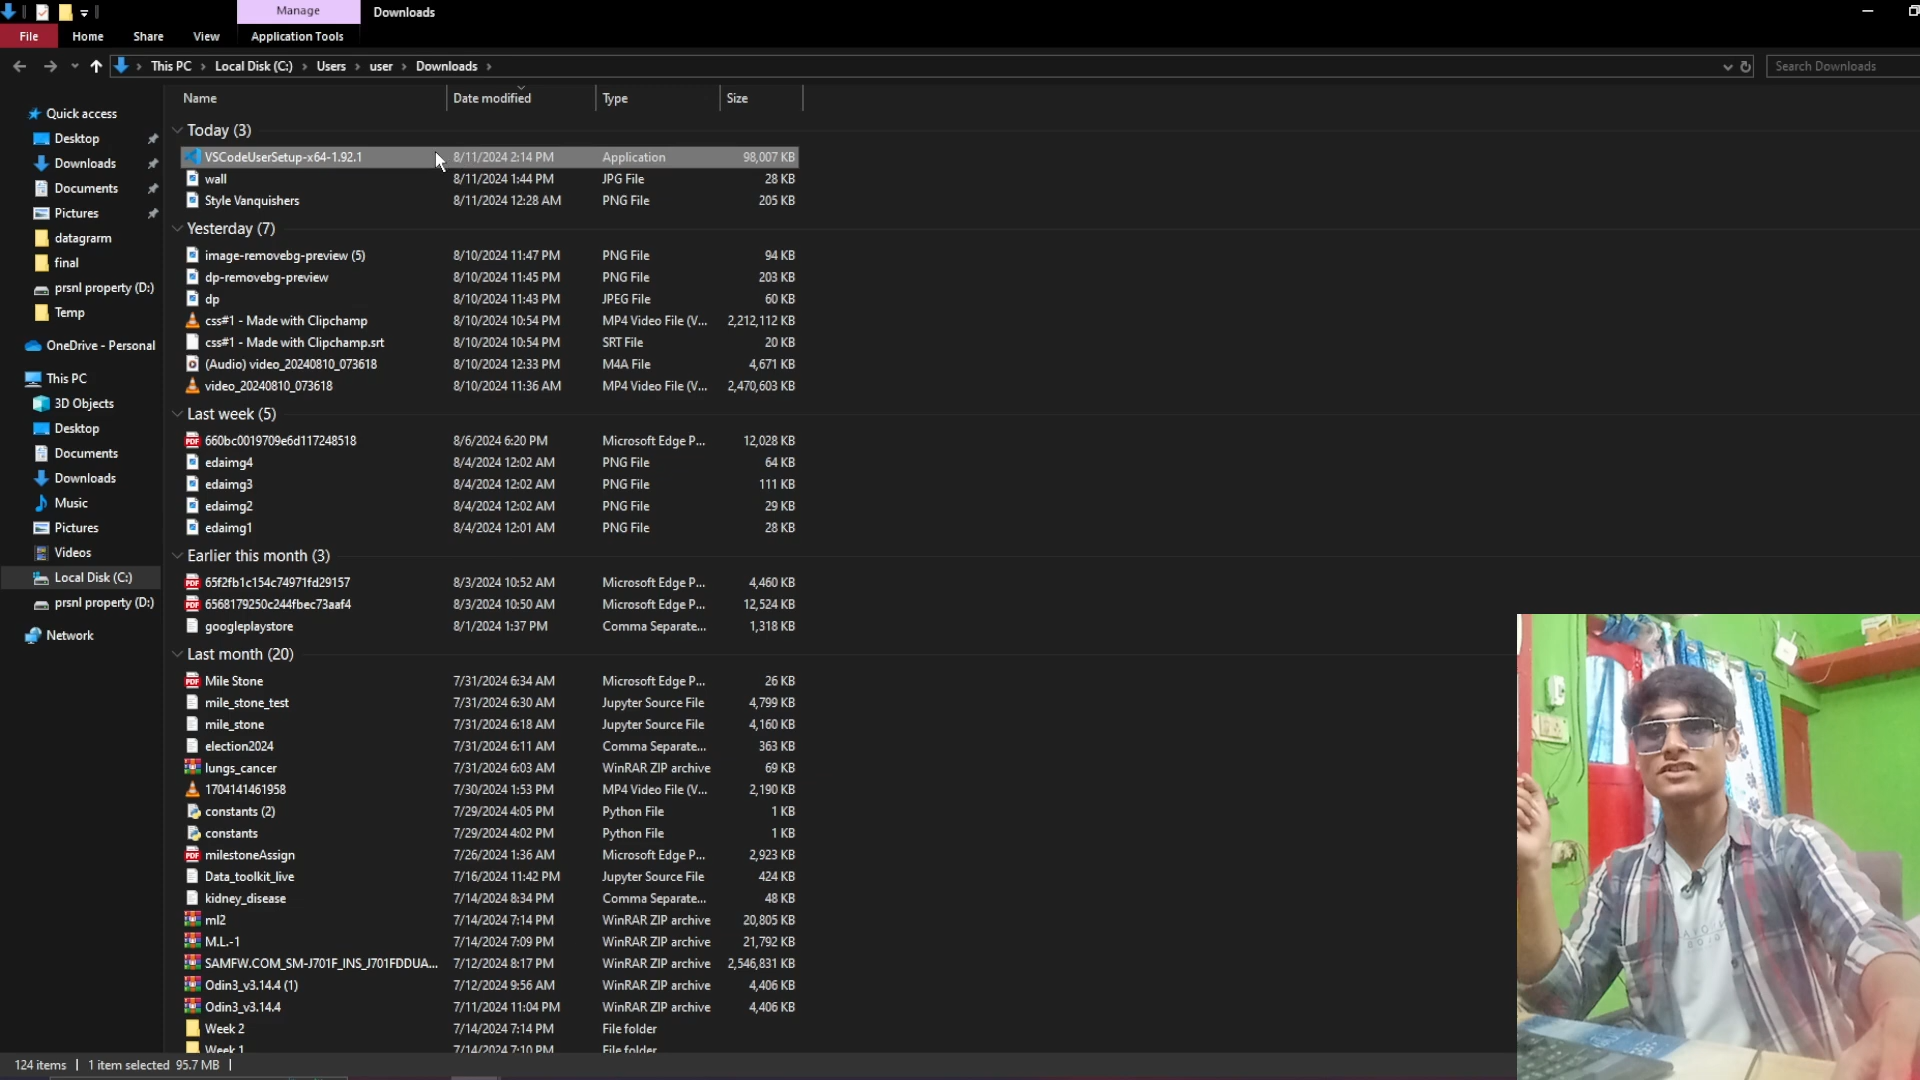 Manage
Downloads
File
Home
Share
View
Application Tools
This PC
Local Disk (C:)
Users
user
Downloads
Search Downloads
Name
Date modified
Type
Size
Quick access
Desktop
Downloads
Documents
Pictures
datagrarm
final
prsnl property (D:)
Temp
OneDrive - Personal
This PC
3D Objects
Desktop
Documents
Downloads
Music
Pictures
Videos
Local Disk (C:)
prsnl property (D:)
Network
Today (3)
VSCodeUserSetup-x64-1.92.1 8/11/2024 2:14 PM Application 98,007 KB
wall 8/11/2024 1:44 PM JPG File 28 KB
Style Vanquishers 8/11/2024 12:28 AM PNG File 205 KB
Yesterday (7)
image-removebg-preview (5) 8/10/2024 11:47 PM PNG File 94 KB
dp-removebg-preview 8/10/2024 11:45 PM PNG File 203 KB
dp 8/10/2024 11:43 PM JPEG File 60 KB
css#1 - Made with Clipchamp 8/10/2024 10:54 PM MP4 Video File (V... 2,212,112 KB
css#1 - Made with Clipchamp.srt 8/10/2024 10:54 PM SRT File 20 KB
(Audio) video_20240810_073618 8/10/2024 12:33 PM M4A File 4,671 KB
video_20240810_073618 8/10/2024 11:36 AM MP4 Video File (V... 2,470,603 KB
Last week (5)
660bc0019709e6d117248518 8/6/2024 6:20 PM Microsoft Edge P... 12,028 KB
edaimg4 8/4/2024 12:02 AM PNG File 64 KB
edaimg3 8/4/2024 12:02 AM PNG File 111 KB
edaimg2 8/4/2024 12:02 AM PNG File 29 KB
edaimg1 8/4/2024 12:01 AM PNG File 28 KB
Earlier this month (3)
65f2fb1c154c74971fd29157 8/3/2024 10:52 AM Microsoft Edge P... 4,460 KB
6568179250c244fbec73aaf4 8/3/2024 10:50 AM Microsoft Edge P... 12,524 KB
googleplaystore 8/1/2024 1:37 PM Comma Separate... 1,318 KB
Last month (20)
Mile Stone 7/31/2024 6:34 AM Microsoft Edge P... 26 KB
mile_stone_test 7/31/2024 6:30 AM Jupyter Source File 4,799 KB
mile_stone 7/31/2024 6:18 AM Jupyter Source File 4,160 KB
election2024 7/31/2024 6:11 AM Comma Separate... 363 KB
lungs_cancer 7/31/2024 6:03 AM WinRAR ZIP archive 69 KB
1704141461958 7/30/2024 1:53 PM MP4 Video File (V... 2,190 KB
constants (2) 7/29/2024 4:05 PM Python File 1 KB
constants 7/29/2024 4:02 PM Python File 1 KB
milestoneAssign 7/26/2024 1:36 AM Microsoft Edge P... 2,923 KB
Data_toolkit_live 7/16/2024 11:42 PM Jupyter Source File 424 KB
kidney_disease 7/14/2024 8:34 PM Comma Separate... 48 KB
ml2 7/14/2024 7:14 PM WinRAR ZIP archive 20,805 KB
M.L.-1 7/14/2024 7:09 PM WinRAR ZIP archive 21,792 KB
SAMFW.COM_SM-J701F_INS_J701FDDUA... 7/12/2024 8:17 PM WinRAR ZIP archive 2,546,831 KB
Odin3_v3.14.4 (1) 7/12/2024 9:56 AM WinRAR ZIP archive 4,406 KB
Odin3_v3.14.4 7/11/2024 11:04 PM WinRAR ZIP archive 4,406 KB
Week 2 7/14/2024 7:14 PM File folder
Week 1 7/14/2024 7:10 PM File folder
124 items
1 item selected 95.7 MB